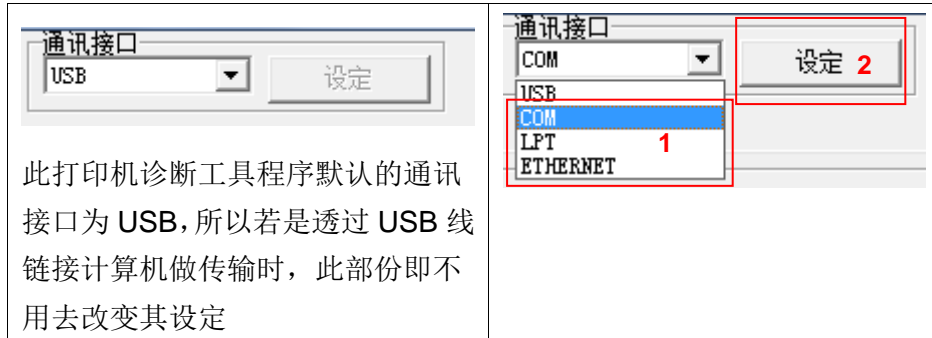 通讯接口
USB
设定
此打印机诊断工具程序默认的通讯
接口为 USB，所以若是透过 USB 线
链接计算机做传输时，此部份即不
用去改变其设定
通讯接口
COM
设定 2
USB
COM
LPT
1
ETHERNET